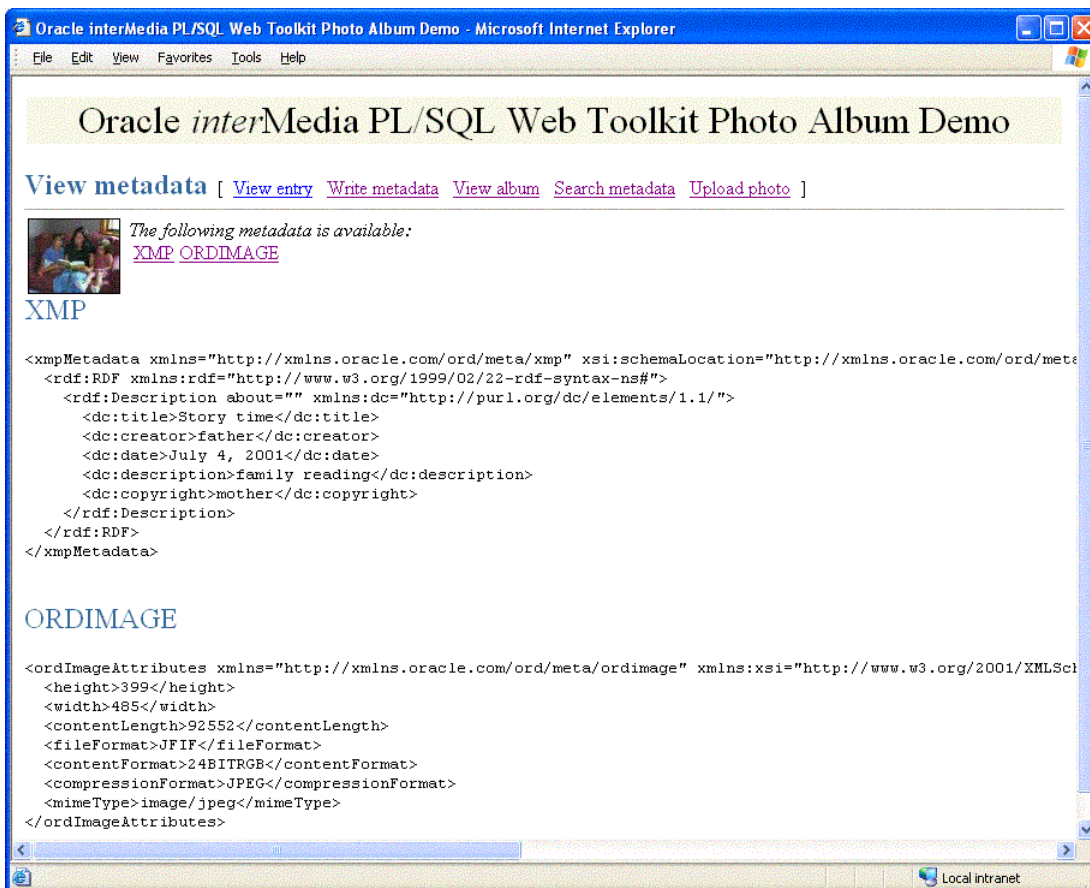 Oracle interMedia PL/SQL Web Toolkit Photo Album Demo - Microsoft Internet Explorer
File Edit View Favorites Tools Help
Oracle interMedia PL/SQL Web Toolkit Photo Album Demo
View metadata [ View entry Write metadata View album Search metadata Upload photo ]
The following metadata is available:
XMP ORDIMAGE
XMP
<xmpMetadata xmlns="http://xmlns.oracle.com/ord/meta/xmp" xsi:schemaLocation="http://xmlns.oracle.com/ord/meta
<rdf:RDF xmlns:rdf="http://www.w3.org/1999/02/22-rdf-syntax-ns#">
<rdf:Description about="" xmlns:dc="http://purl.org/dc/elements/1.1/">
<dc:title>Story time</dc:title>
<dc:creator>father</dc:creator>
<dc:date>July 4, 2001</dc:date>
<dc:description>family reading</dc:description>
<dc:copyright>mother</dc:copyright>
</rdf:Description>
</rdf:RDF>
</xmpMetadata>
ORDIMAGE
<ordImageAttributes xmlns="http://xmlns.oracle.com/ord/meta/ordimage" xmlns:xsi="http://www.w3.org/2001/XMLSch
<height>399</height>
<width>485</width>
<contentLength>92552</contentLength>
<fileFormat>JFIF</fileFormat>
<contentFormat>24BITRGB</contentFormat>
<compressionFormat>JPEG</compressionFormat>
<mimeType>image/jpeg</mimeType>
</ordImageAttributes>
Local intranet